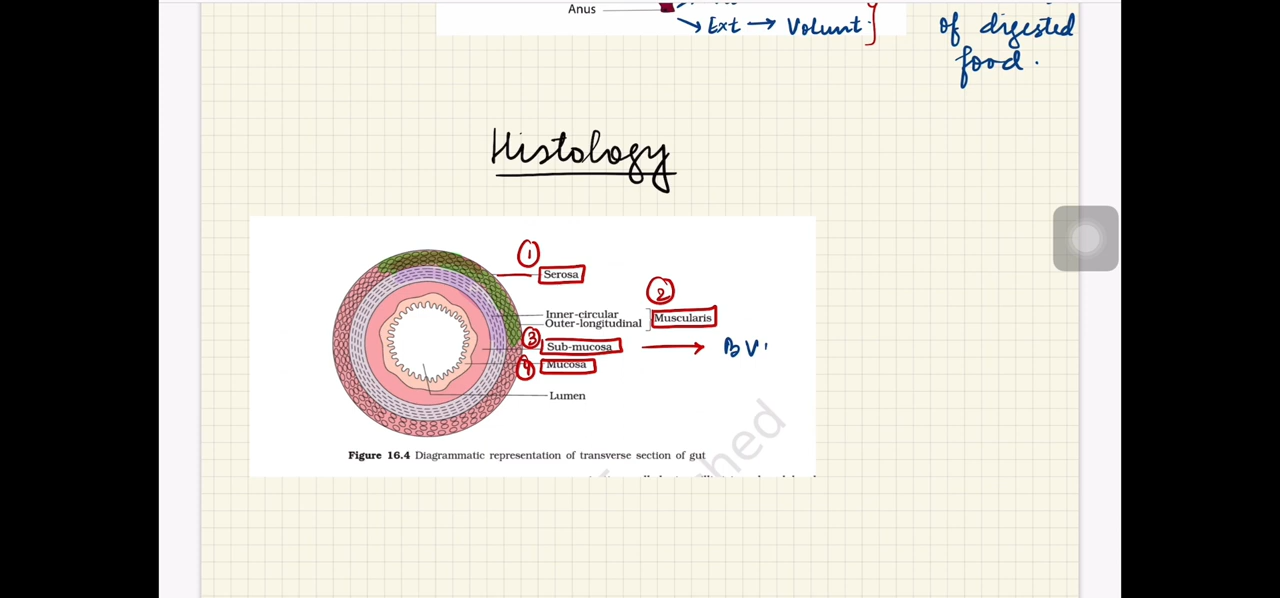 Anus
Ext → Volunt.
of digested
food.
Histology
1
Serosa
2
Inner-circular
Outer-longitudinal
Muscularis
3
Sub-mucosa → BV
4
Mucosa
Lumen
Figure 16.4 Diagrammatic representation of transverse section of gut